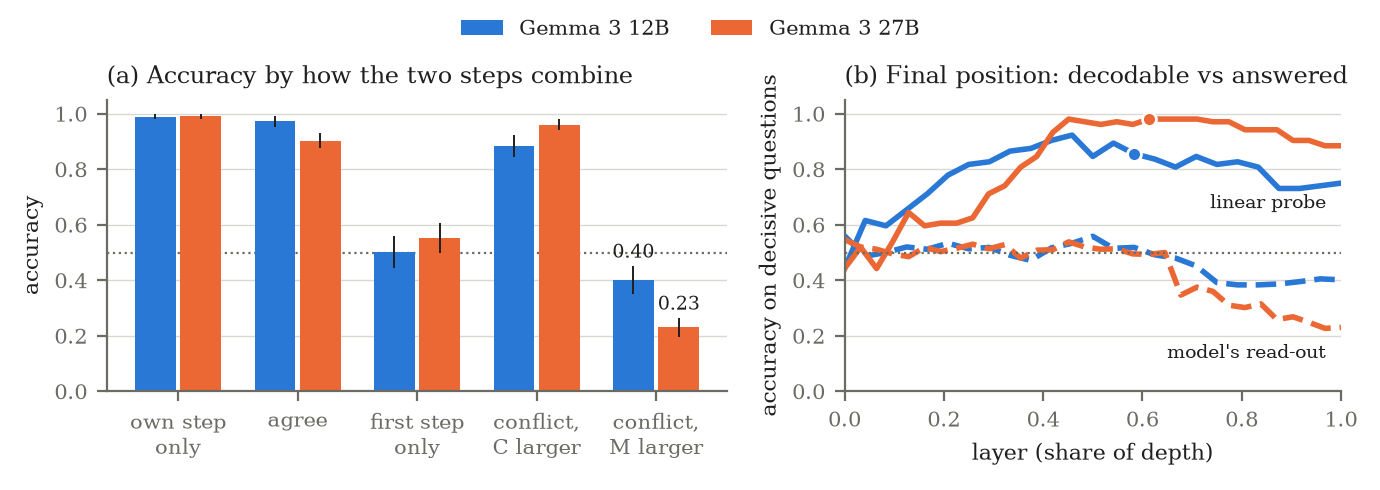 Gemma 3 12B
Gemma 3 27B
(a) Accuracy by how the two steps combine
accuracy
1.0
0.8
0.6
0.4
0.2
0.0
0.40
0.23
own step
only
agree
first step
only
conflict,
C larger
conflict,
M larger
(b) Final position: decodable vs answered
accuracy on decisive questions
1.0
0.8
0.6
0.4
0.2
0.0
linear probe
model's read-out
0.0
0.2
0.4
0.6
0.8
1.0
layer (share of depth)